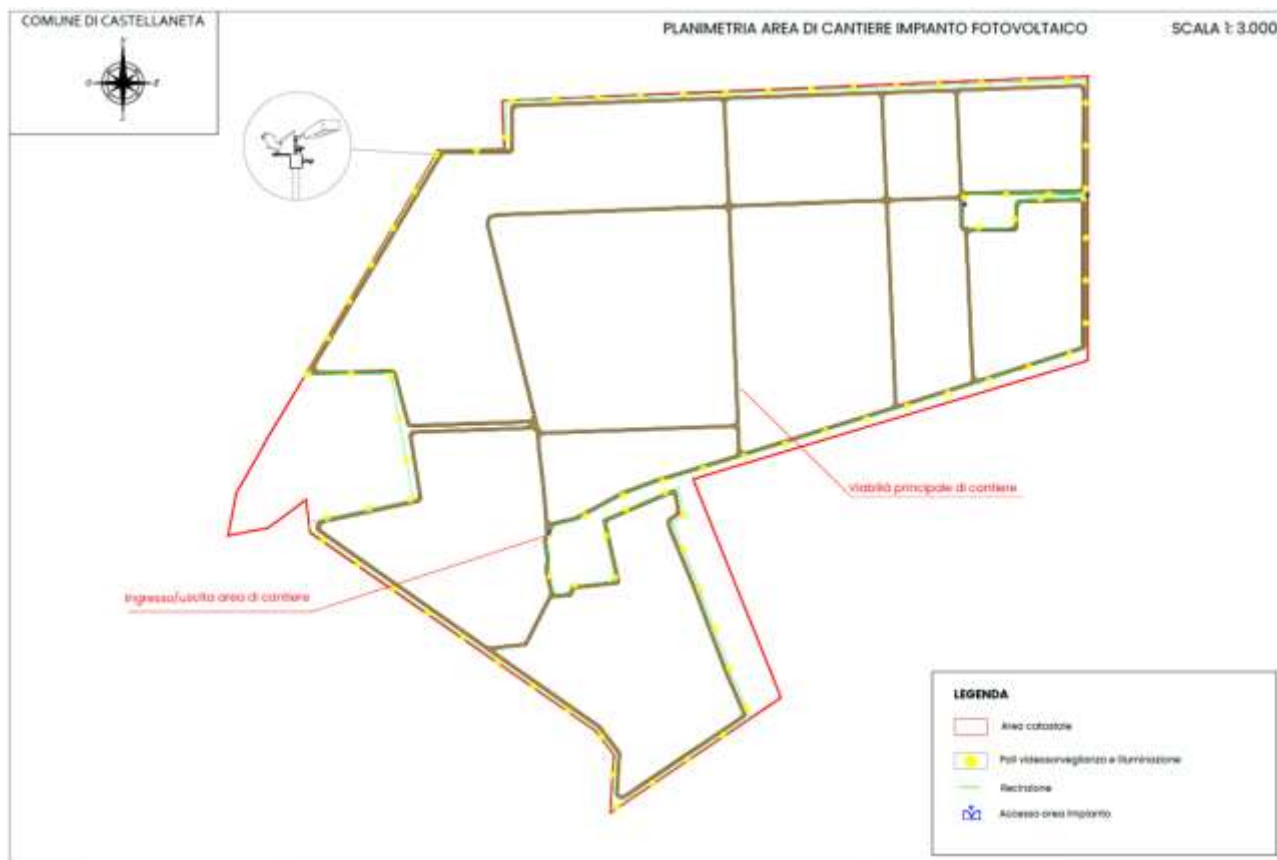 COMUNE DI CASTELLANETA
PLANIMETRIA AREA DI CANTIERE IMPIANTO FOTOVOLTAICO
SCALA 1: 3.000
N
O
E
S
Viabilità principale di cantiere
Ingresso/uscita area di cantiere
LEGENDA
Area catastale
Pali videosorveglianza e illuminazione
Recinzione
Accesso area impianto